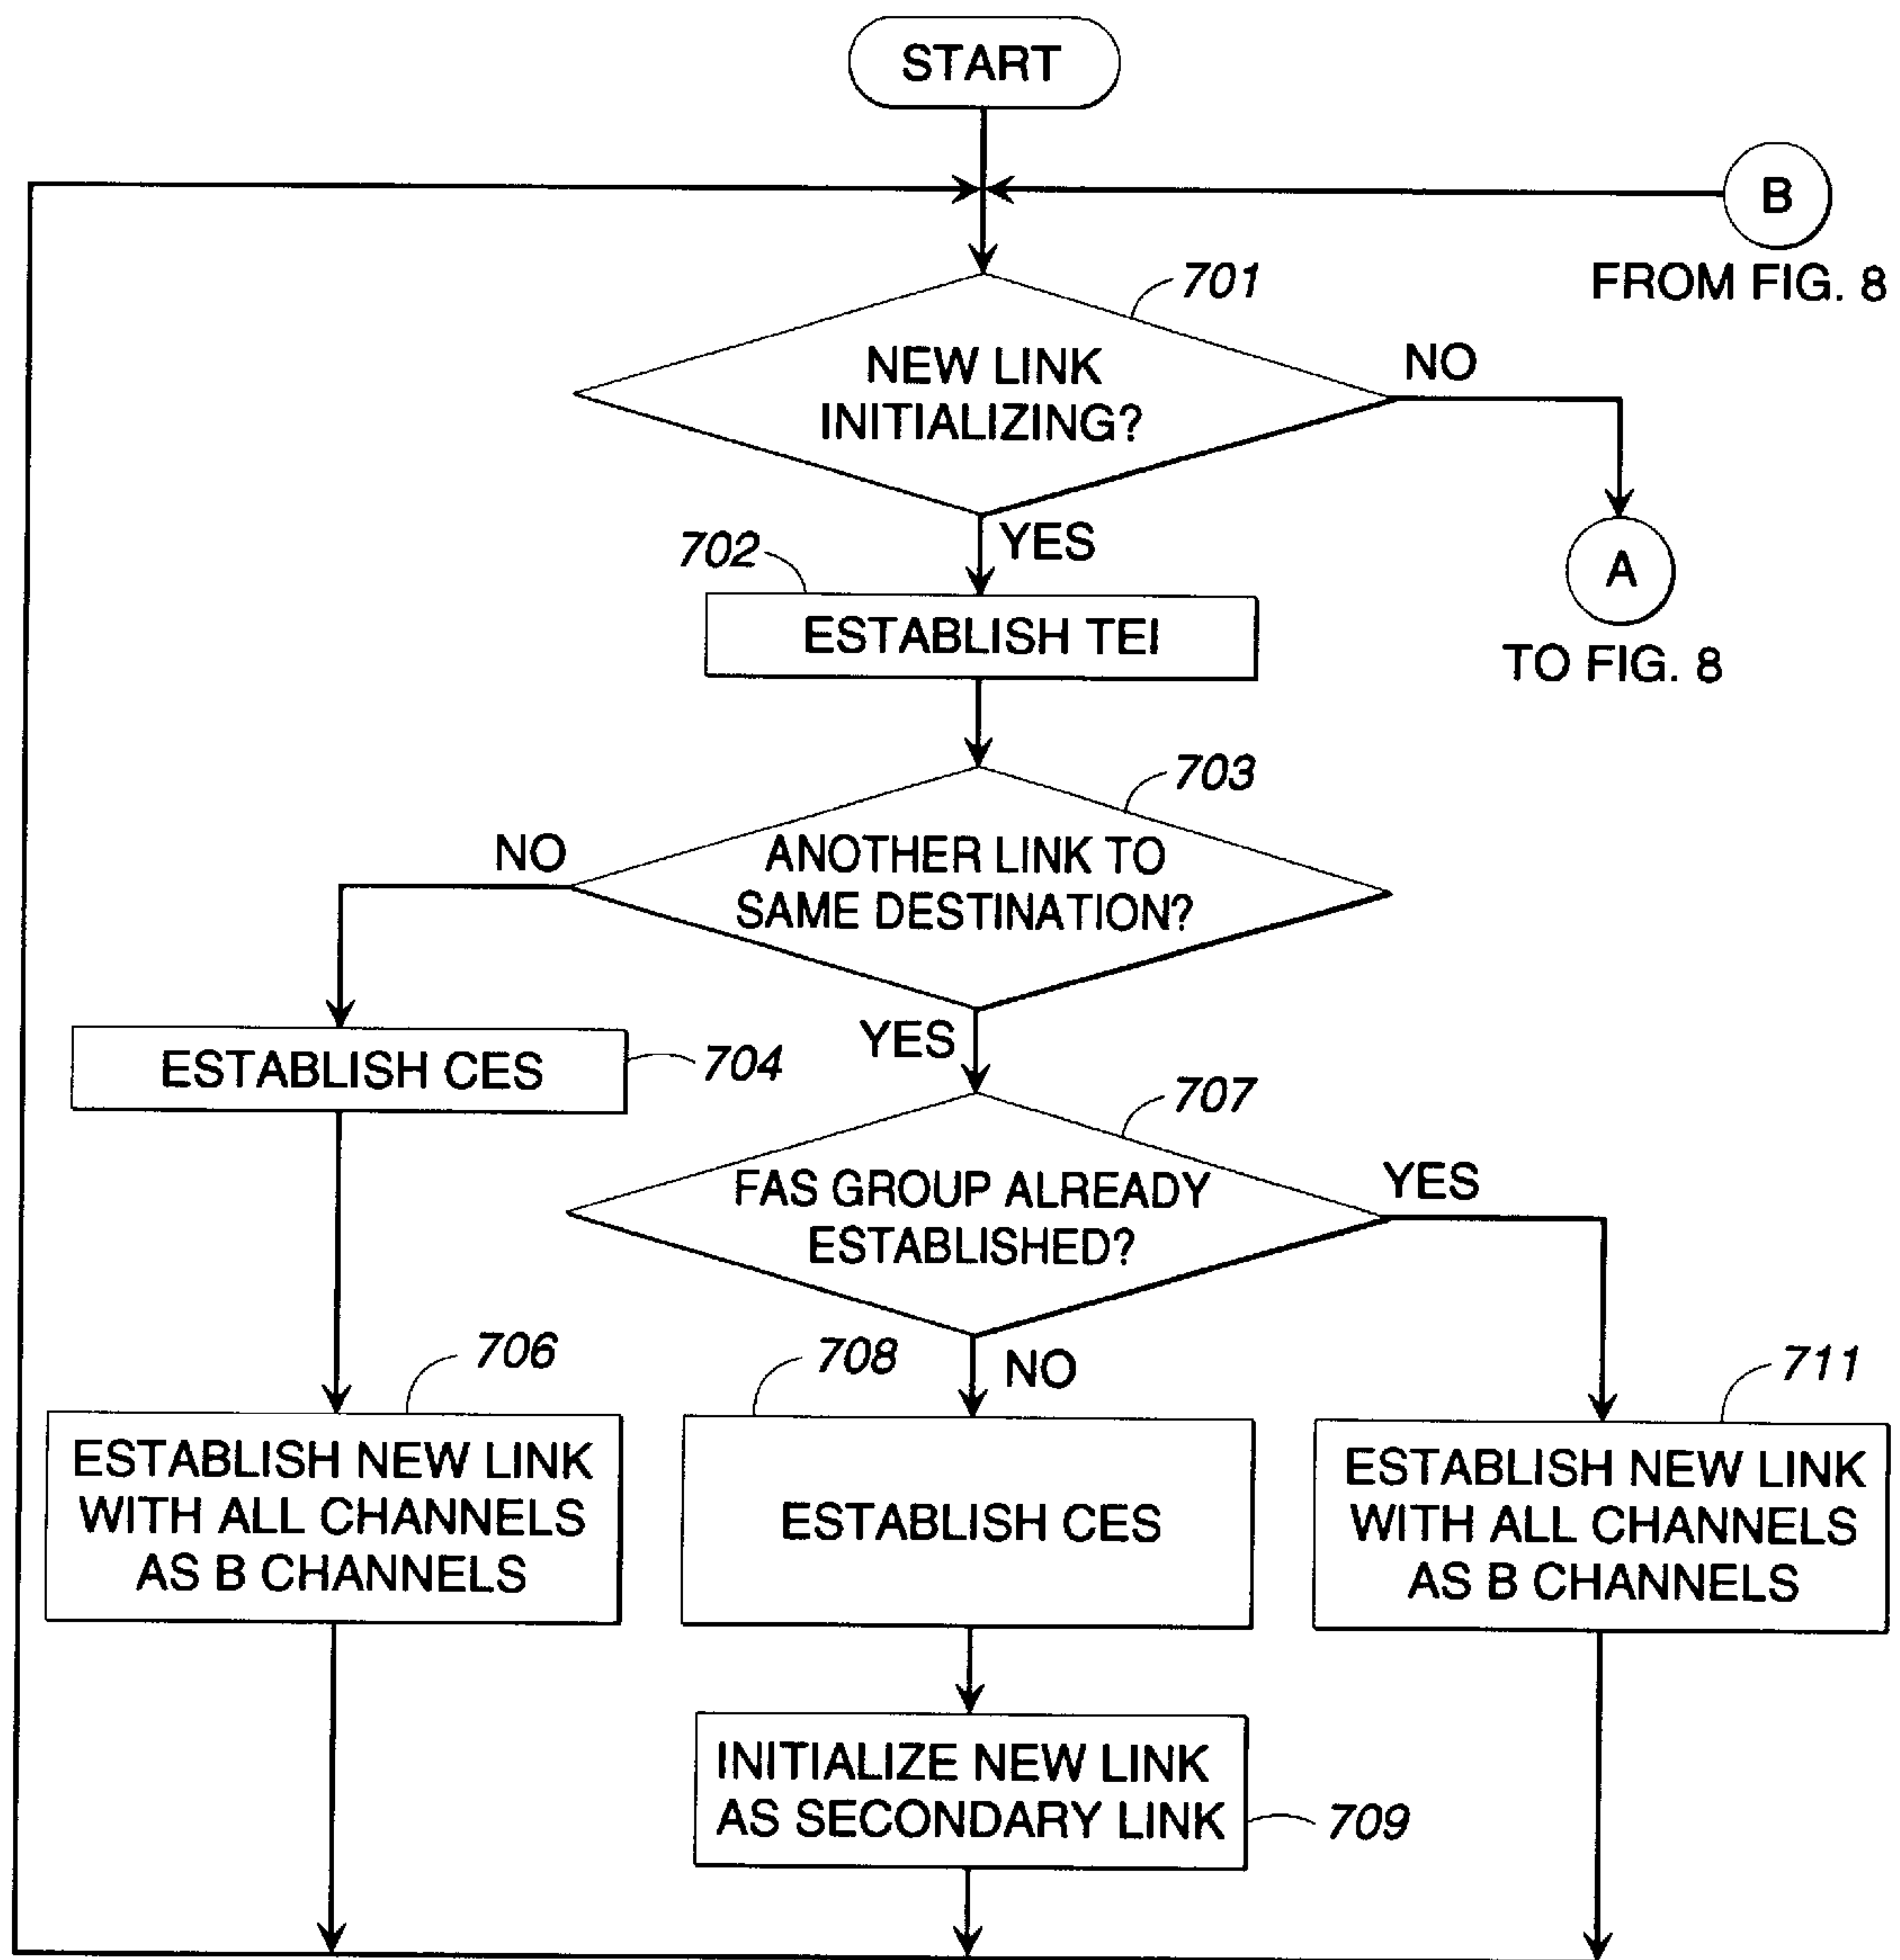 START
B
FROM FIG. 8
701
NEW LINK
INITIALIZING?
NO
YES
A
TO FIG. 8
702
ESTABLISH TEI
703
ANOTHER LINK TO
SAME DESTINATION?
NO
YES
ESTABLISH CES
704
707
FAS GROUP ALREADY
ESTABLISHED?
YES
NO
706
ESTABLISH NEW LINK
WITH ALL CHANNELS
AS B CHANNELS
708
ESTABLISH CES
711
ESTABLISH NEW LINK
WITH ALL CHANNELS
AS B CHANNELS
INITIALIZE NEW LINK
AS SECONDARY LINK
709